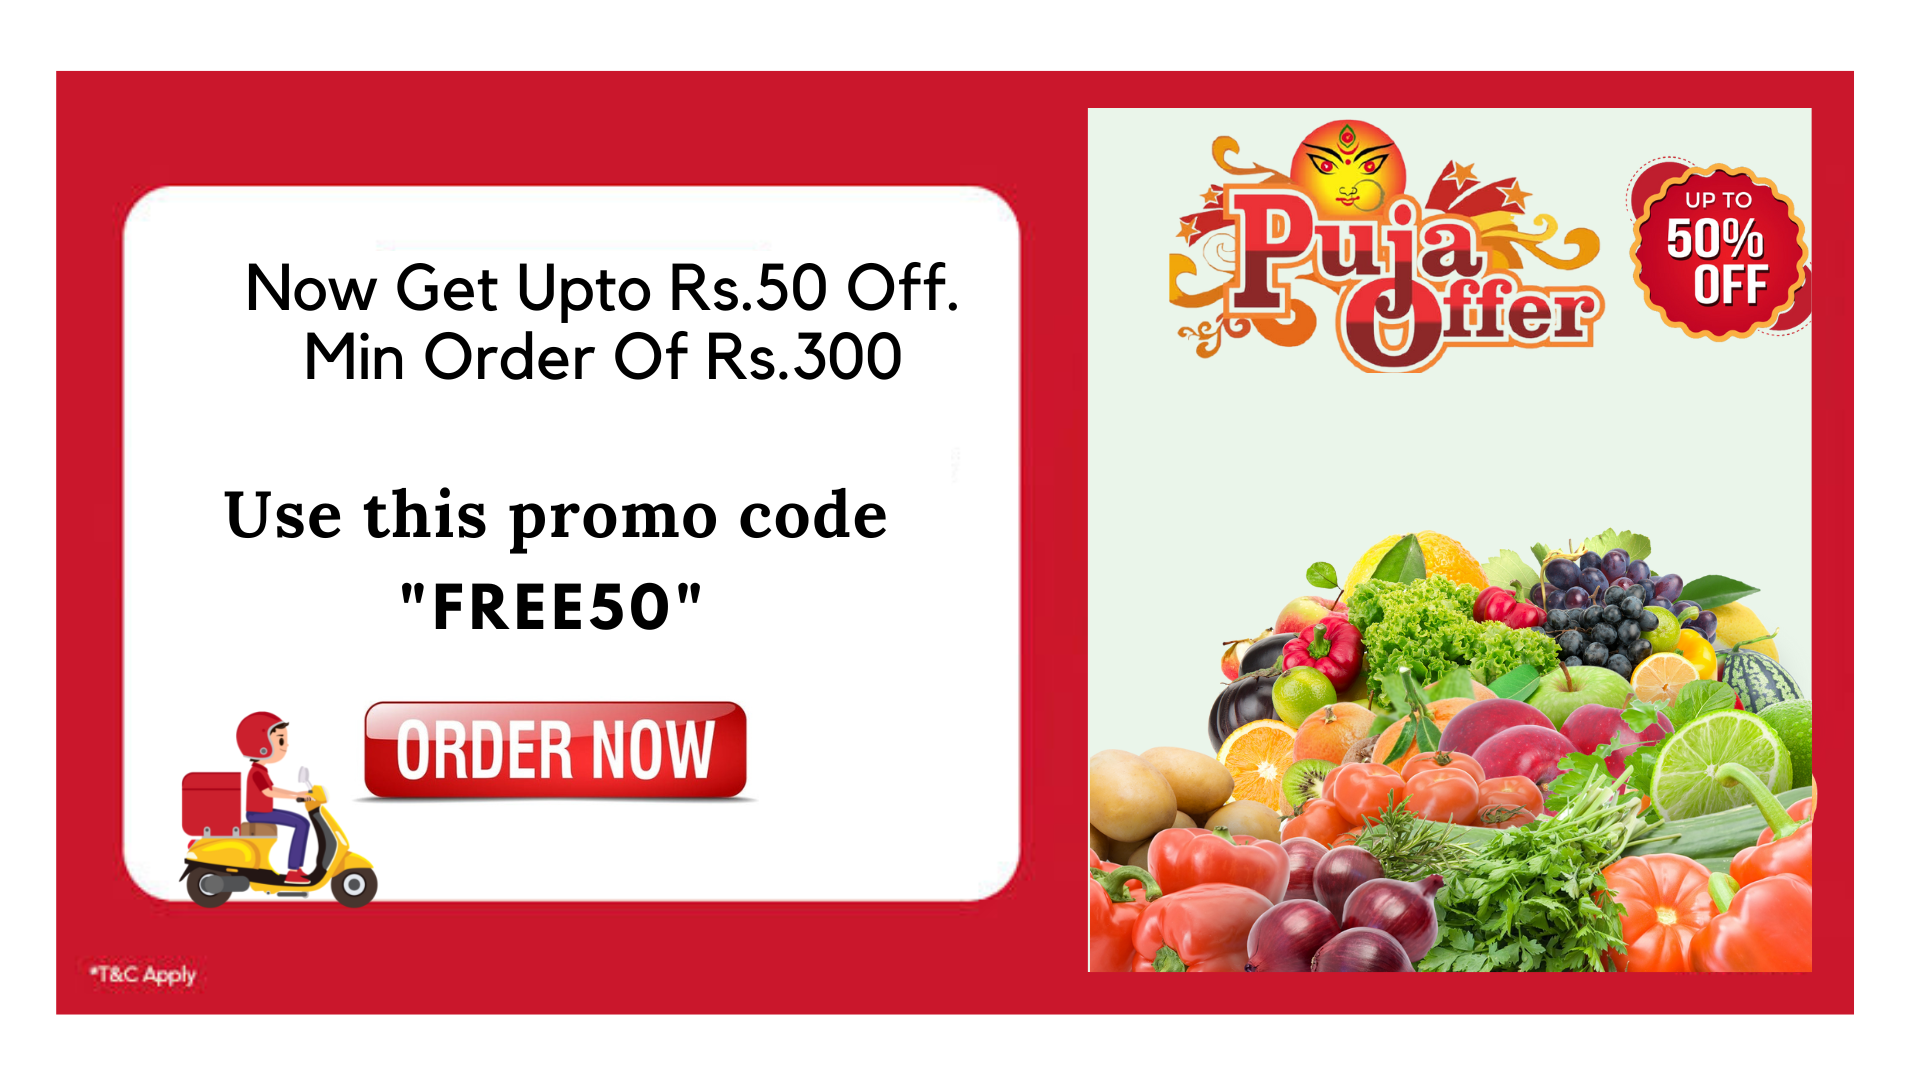 Now Get Upto Rs.50 Off.
Min Order Of Rs.300
Use this promo code
"FREE50"
ORDER NOW
*T&C Apply
Puja
Offer
UP TO
50%
OFF